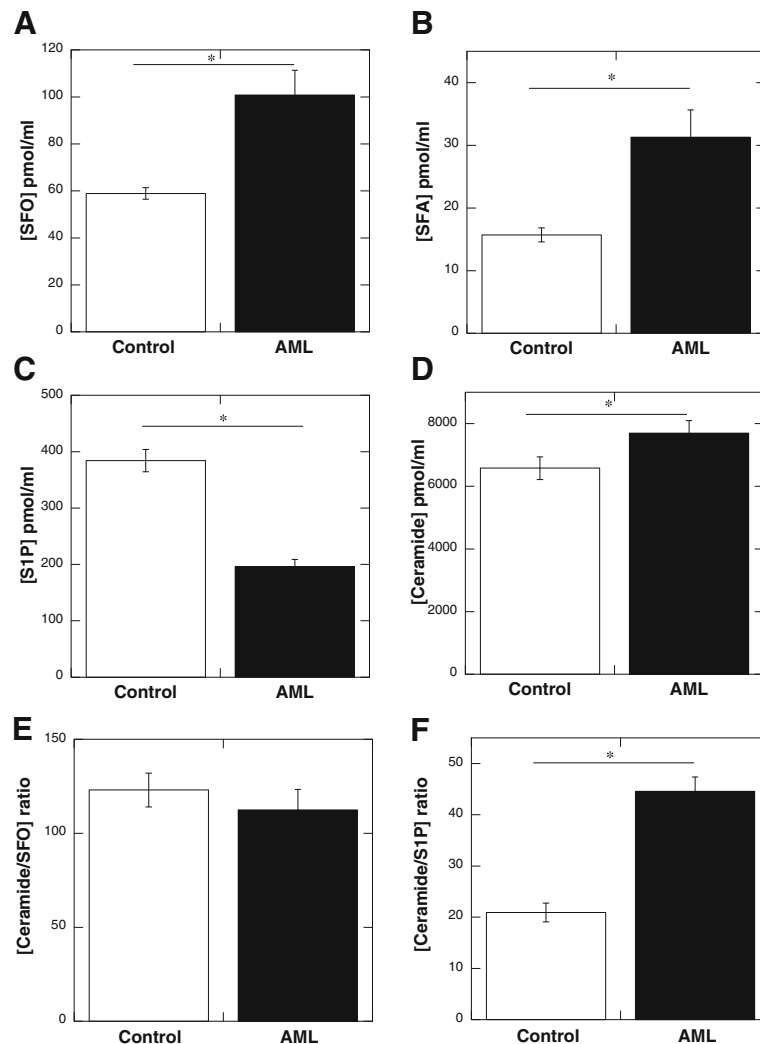 A
[SFO] pmol/ml
120
100
80
60
40
20
0
*
Control AML
B
[SFA] pmol/ml
40
30
20
10
0
*
Control AML
C
[S1P] pmol/ml
500
400
300
200
100
0
*
Control AML
D
[Ceramide] pmol/ml
8000
6000
4000
2000
0
*
Control AML
E
[Ceramide/SFO] ratio
150
100
50
0
Control AML
F
[Ceramide/S1P] ratio
50
40
30
20
10
0
*
Control AML